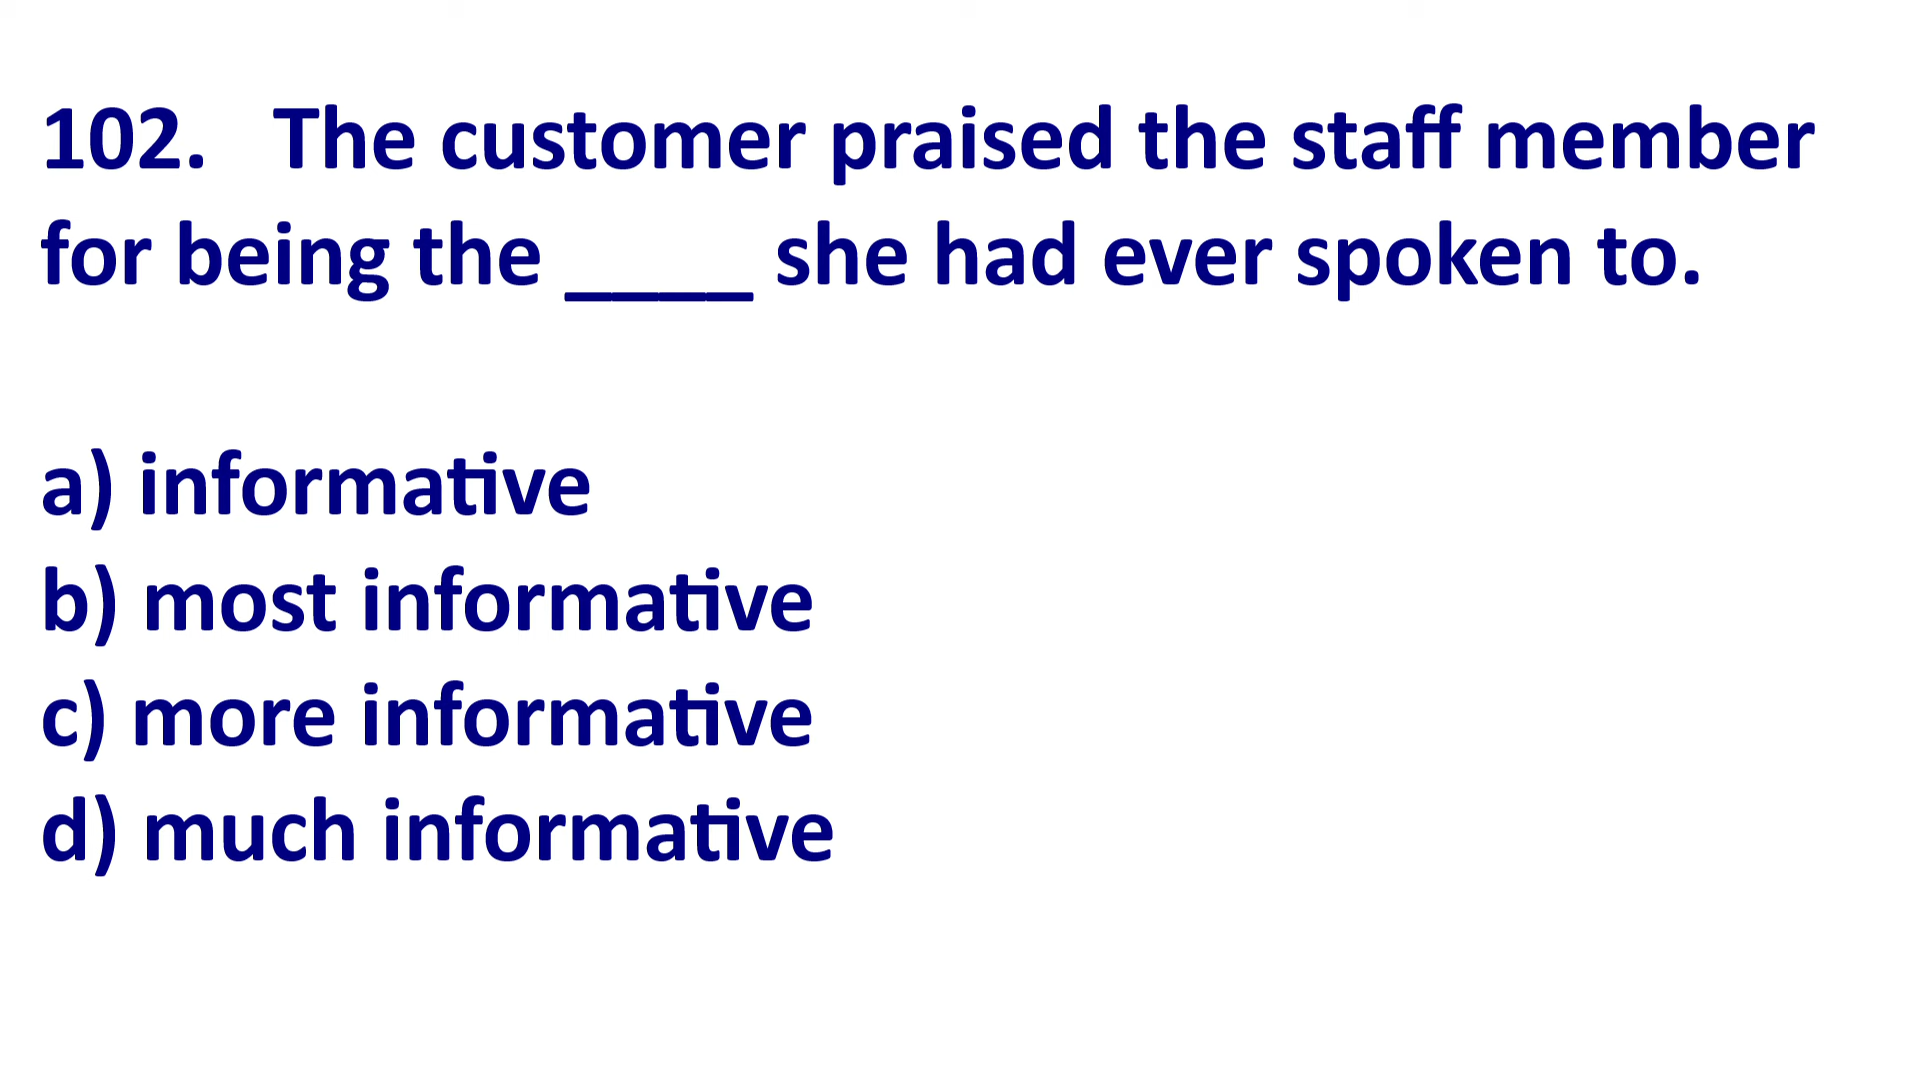 102. The customer praised the staff member
for being the ____ she had ever spoken to.
a) informative
b) most informative
c) more informative
d) much informative